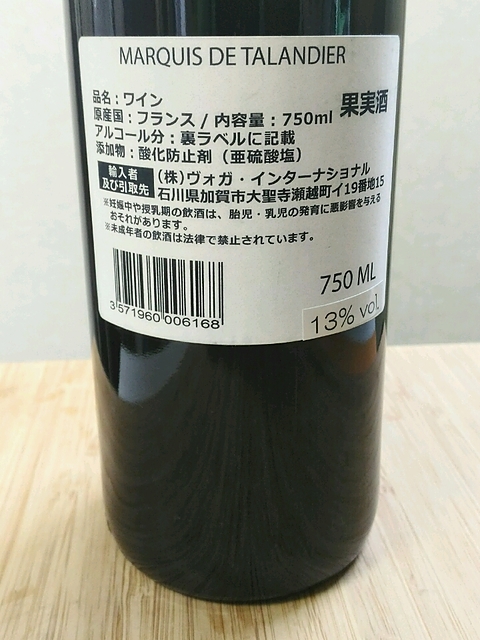 MARQUIS DE TALANDIER
品名：ワイン
果実酒
原産国：フランス / 内容量：750ml
アルコール分：裏ラベルに記載
添加物：酸化防止剤（亜硫酸塩）
輸入者及び引取先
(株)ヴォガ・インターナショナル
石川県加賀市大聖寺瀬越町イ19番地15
※妊娠中や授乳期の飲酒は、胎児・乳児の発育に悪影響を与える
おそれがあります。
※未成年者の飲酒は法律で禁止されています。
3 571960 006168
750 ML
13% vol.